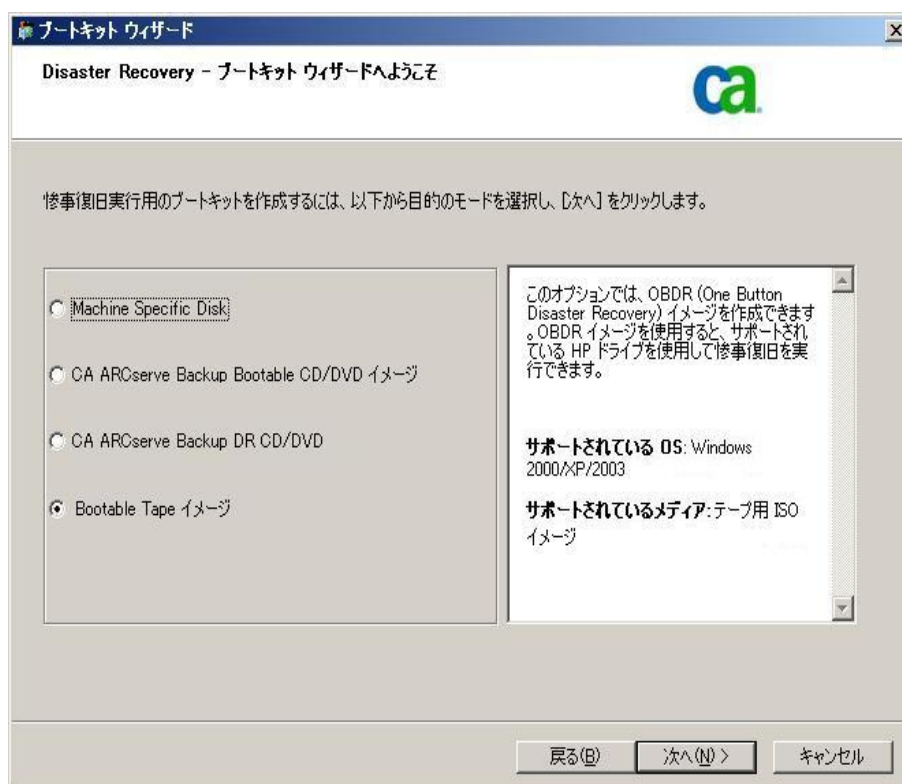 ブートキット ウィザード
Disaster Recovery - ブートキット ウィザードへようこそ
ca
惨事復旧実行用のブートキットを作成するには、以下から目的のモードを選択し、[次へ] をクリックします。
Machine Specific Disk
CA ARCserve Backup Bootable CD/DVD イメージ
CA ARCserve Backup DR CD/DVD
Bootable Tape イメージ
このオプションでは、OBDR (One Button
Disaster Recovery) イメージを作成できます
。OBDR イメージを使用すると、サポートされ
ている HP ドライブを使用して惨事復旧を実
行できます。
サポートされている OS: Windows
2000/XP/2003
サポートされているメディア:テープ用 ISO
イメージ
戻る(B)
次へ(N) >
キャンセル